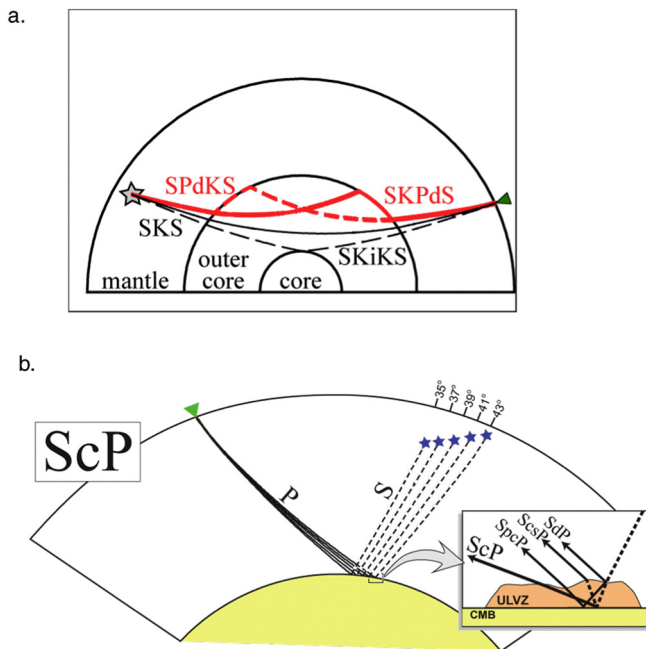 a.
SPdKS
SKPdS
SKS
SKiKS
mantle
outer
core
core
b.
35°
37°
39°
41°
43°
ScP
P
S
ScP
SpcP
ScsP
SdP
ULVZ
CMB